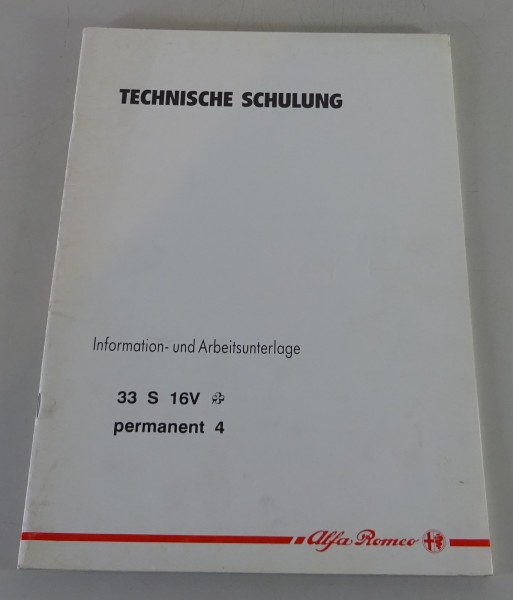 TECHNISCHE SCHULUNG
Information- und Arbeitsunterlage
33 S 16V
permanent 4
Alfa Romeo